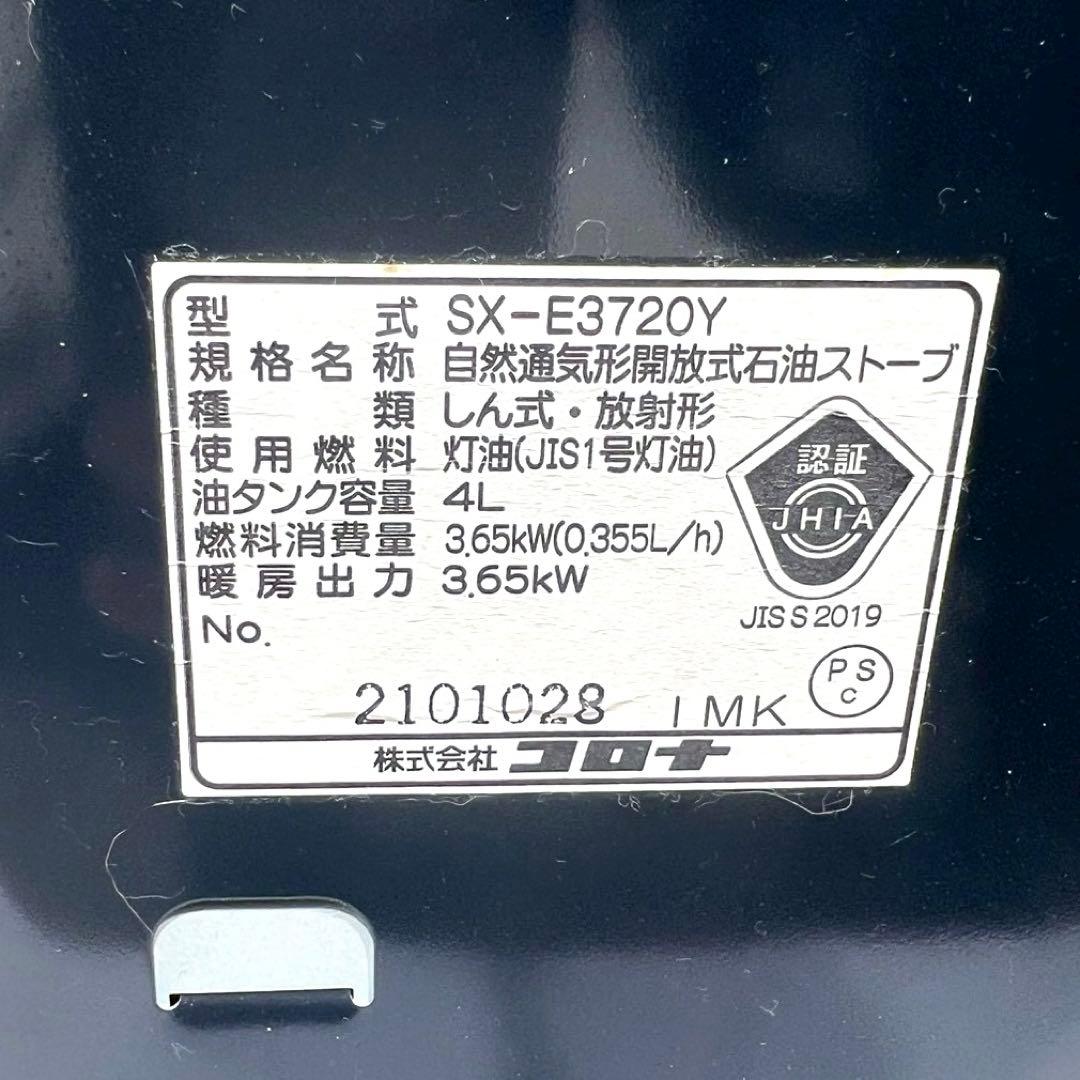 型式 SX-E3720Y
規格名称 自然通気形開放式石油ストーブ
種類 しん式・放射形
使用燃料 灯油(JIS1号灯油)
油タンク容量 4L
燃料消費量 3.65kW(0.355L/h)
暖房出力 3.65kW
認証
JHIA
JIS S 2019
No.
2101028 IMK
PS
C
株式会社 コロナ